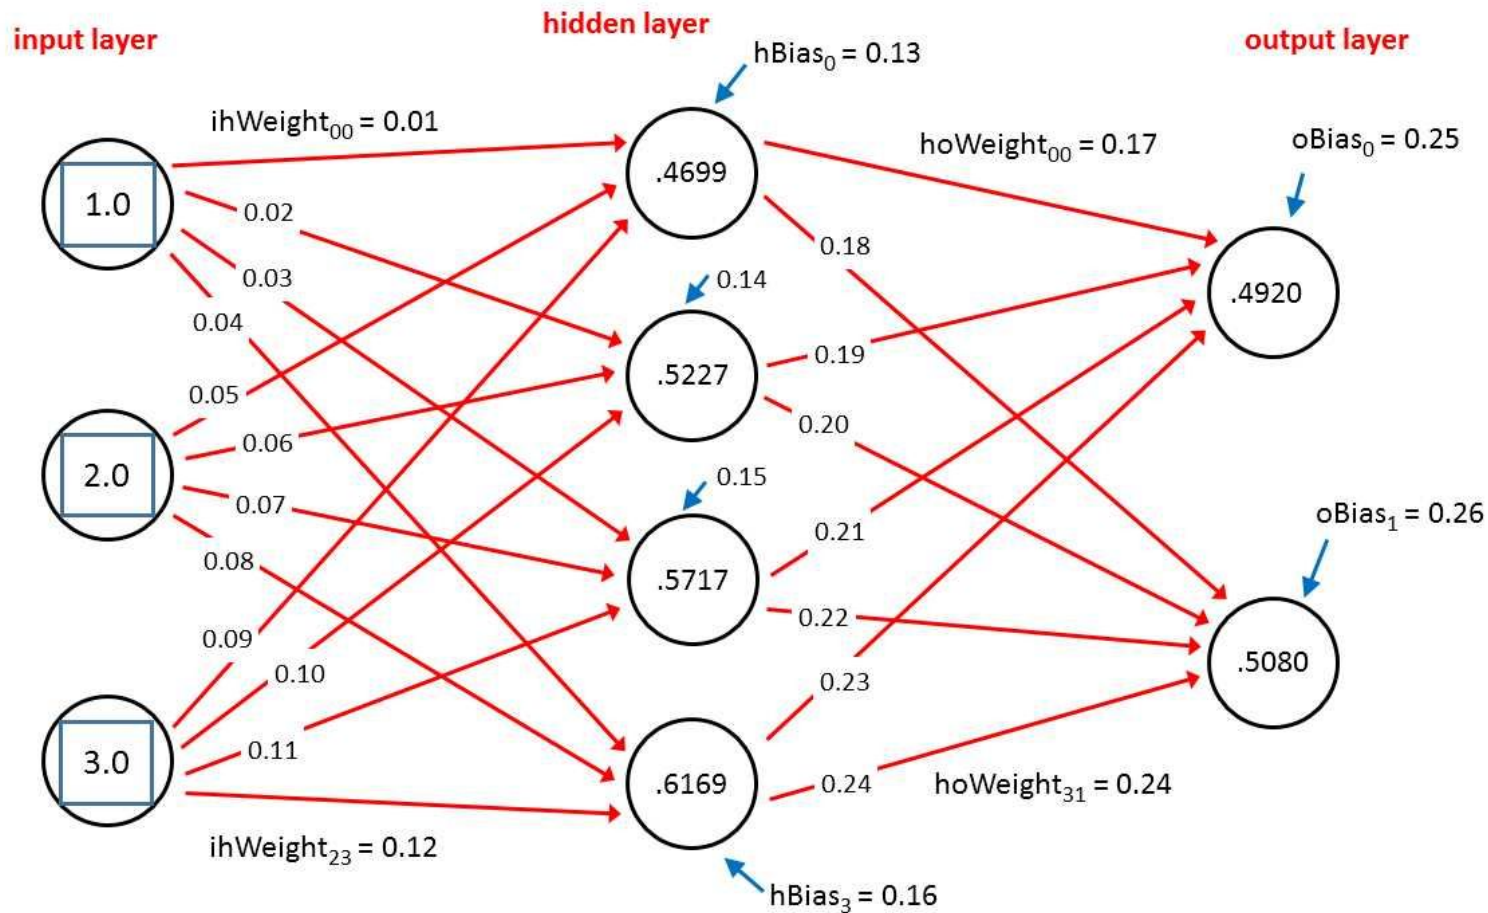 input layer
hidden layer
output layer
hBias₀ = 0.13
ihWeight₀₀ = 0.01
hoWeight₀₀ = 0.17
oBias₀ = 0.25
1.0
.4699
0.02
0.18
0.03
0.14
.4920
0.04
0.19
.5227
0.05
0.20
0.06
2.0
0.15
0.07
0.21
oBias₁ = 0.26
0.08
.5717
0.22
0.09
.5080
0.10
0.23
0.11
3.0
.6169
0.24
hoWeight₃₁ = 0.24
ihWeight₂₃ = 0.12
hBias₃ = 0.16